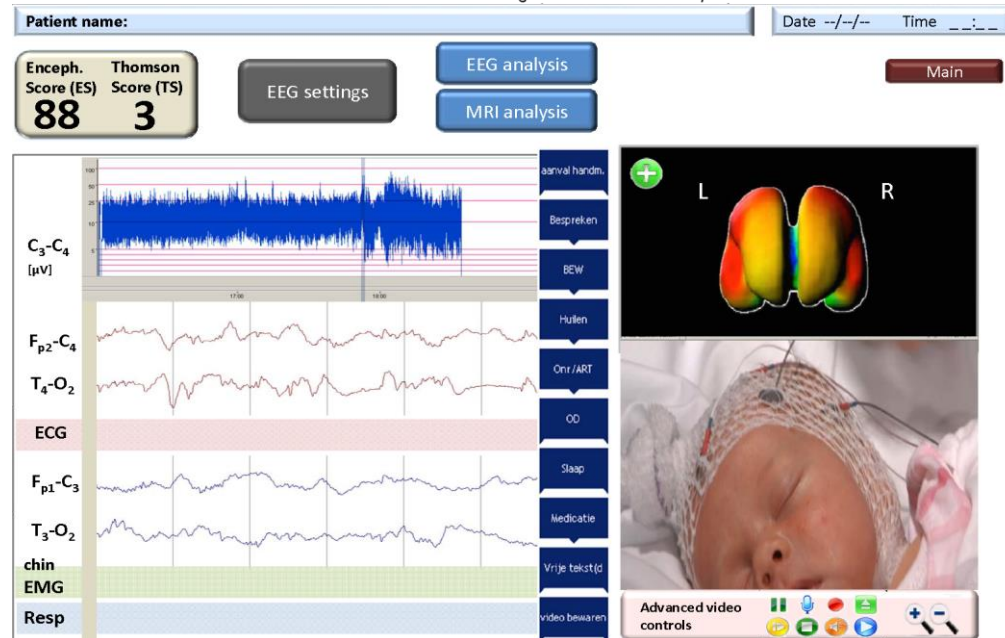 Patient name:
Date --/--/-- Time _ _:_ _
Enceph. Thomson
Score (ES) Score (TS)
88 3
EEG settings
EEG analysis
MRI analysis
Main
C3-C4
[µV]
100
50
25
10
5
17:00 18:00
Fp2-C4
T4-O2
ECG
Fp1-C3
T3-O2
chin
EMG
Resp
aanval handm.
Bespreken
BEW
Huilen
Onr/ART
OD
Slaap
Medicatie
Vrije tekst(d
video bewaren
L R
Advanced video
controls